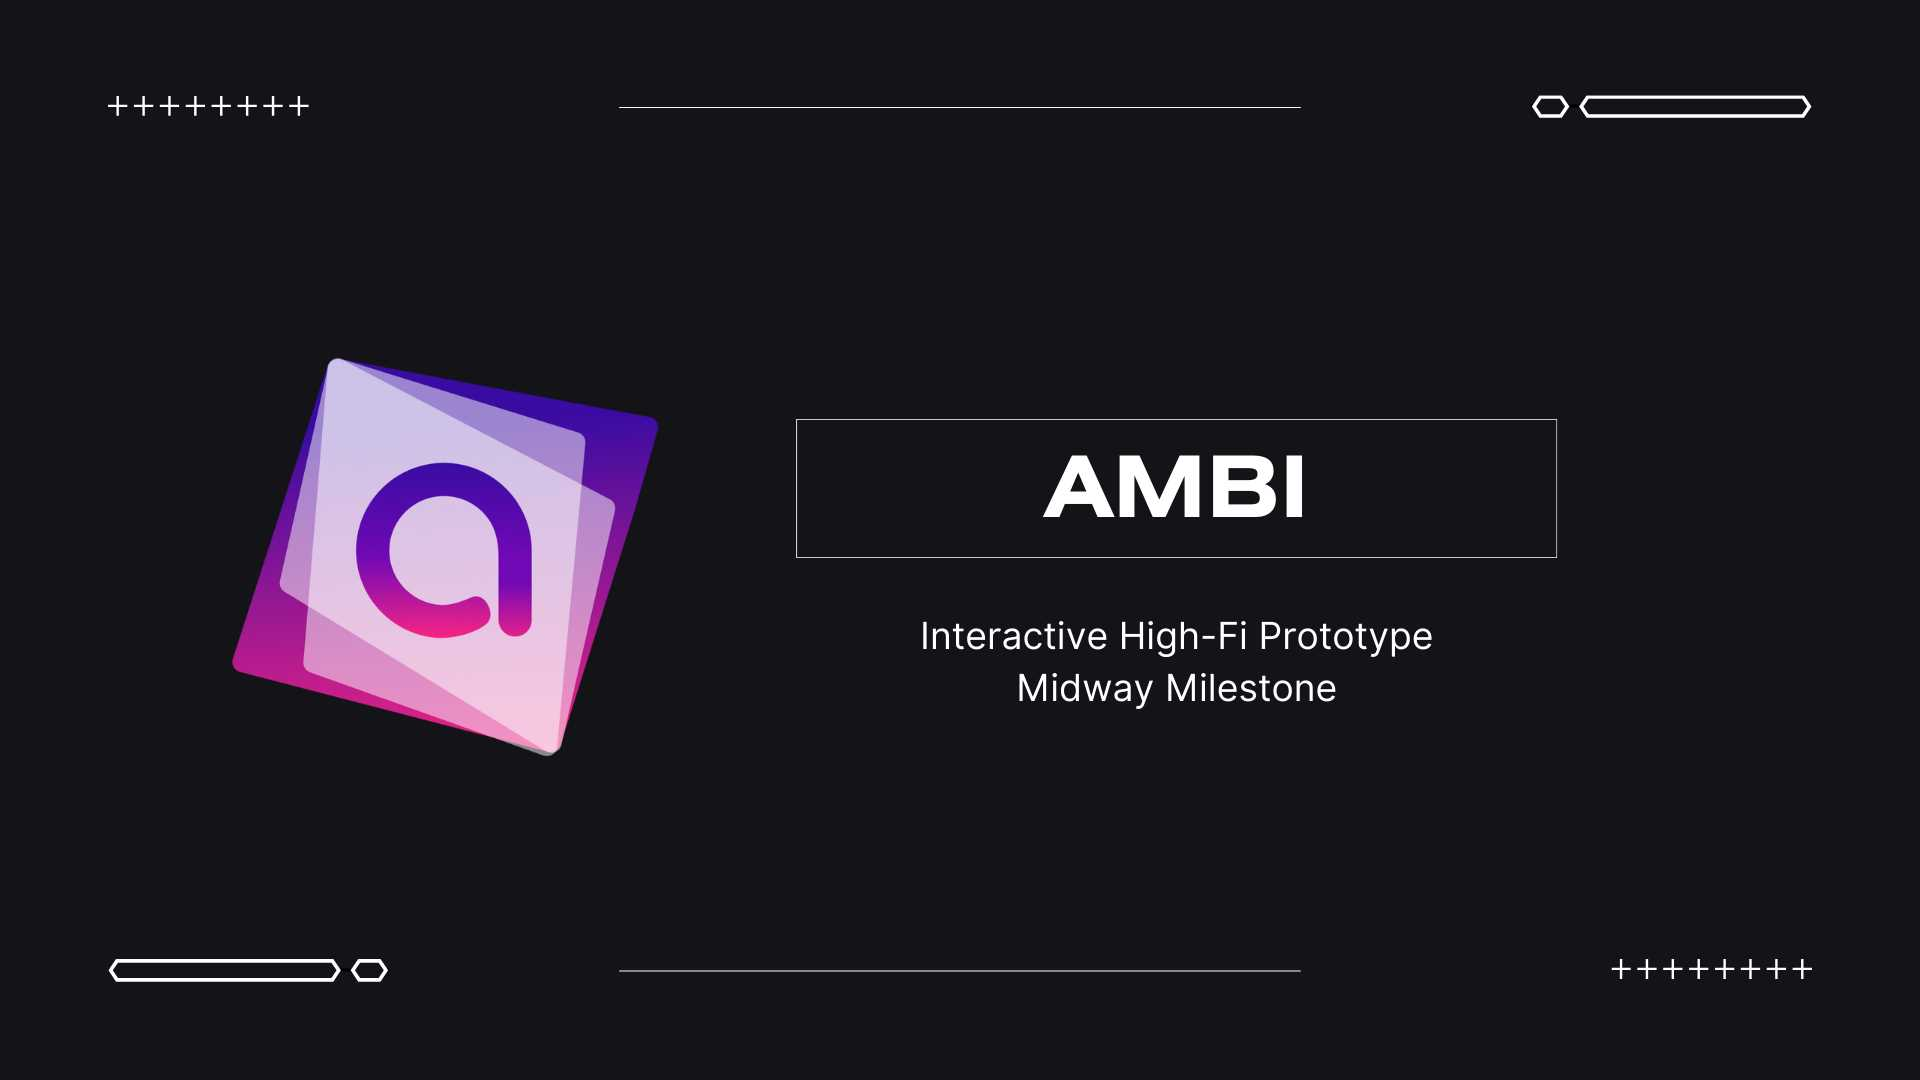 ++++++++
a
AMBI
Interactive High-Fi Prototype
Midway Milestone
++++++++